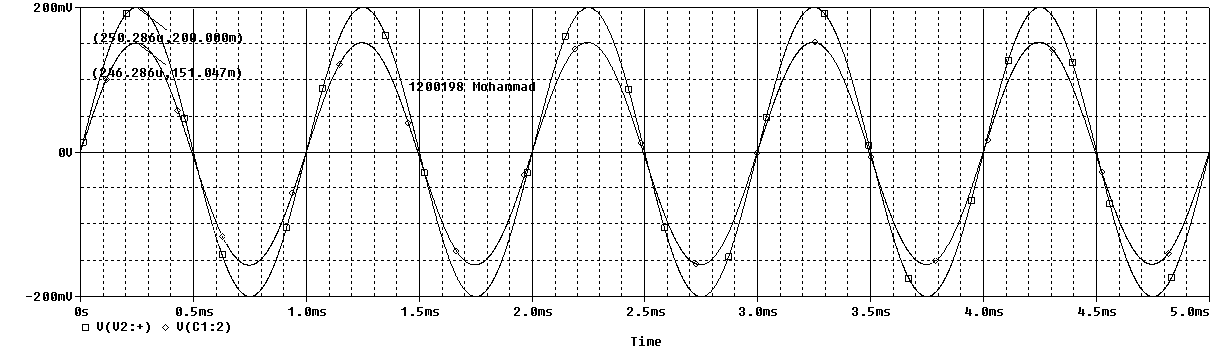 200mV
(250.286u,200.000m)
(246.286u,151.047m)
1200198 Mohammad
0V
-200mV
0s 0.5ms 1.0ms 1.5ms 2.0ms 2.5ms 3.0ms 3.5ms 4.0ms 4.5ms 5.0ms
V(V2:+) V(C1:2)
Time